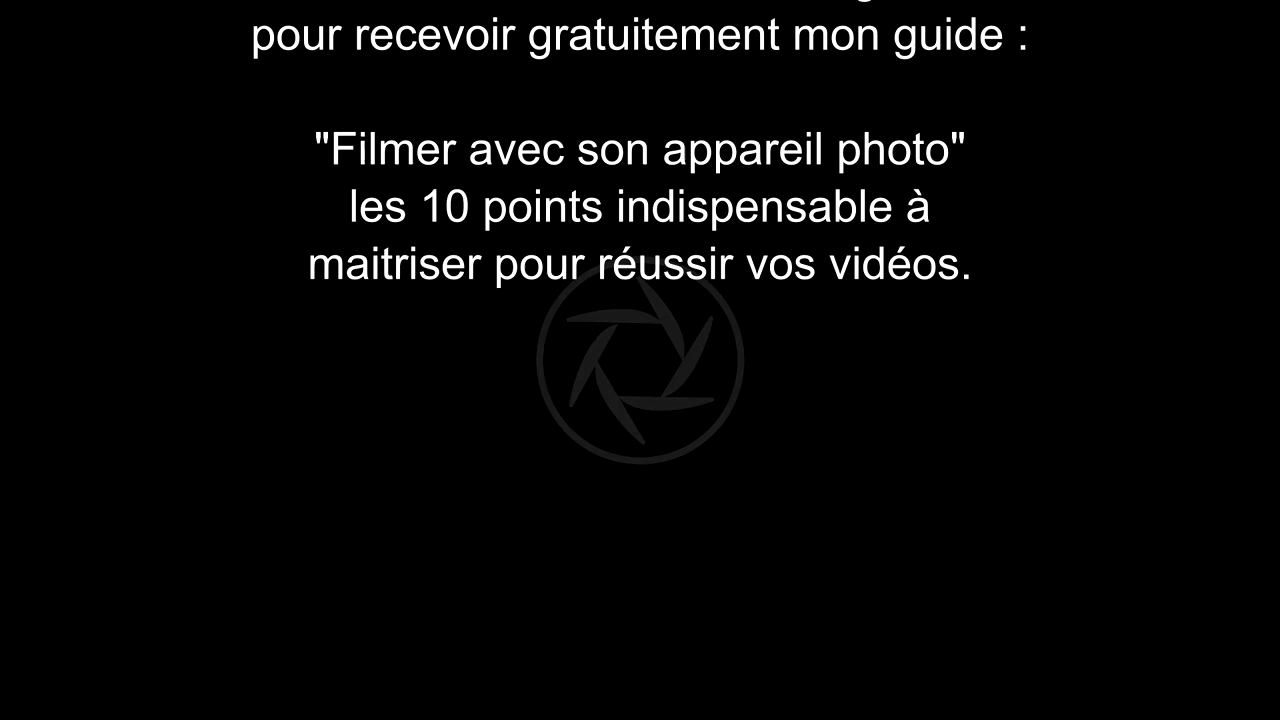 pour recevoir gratuitement mon guide :
"Filmer avec son appareil photo"
les 10 points indispensable à
maitriser pour réussir vos vidéos.